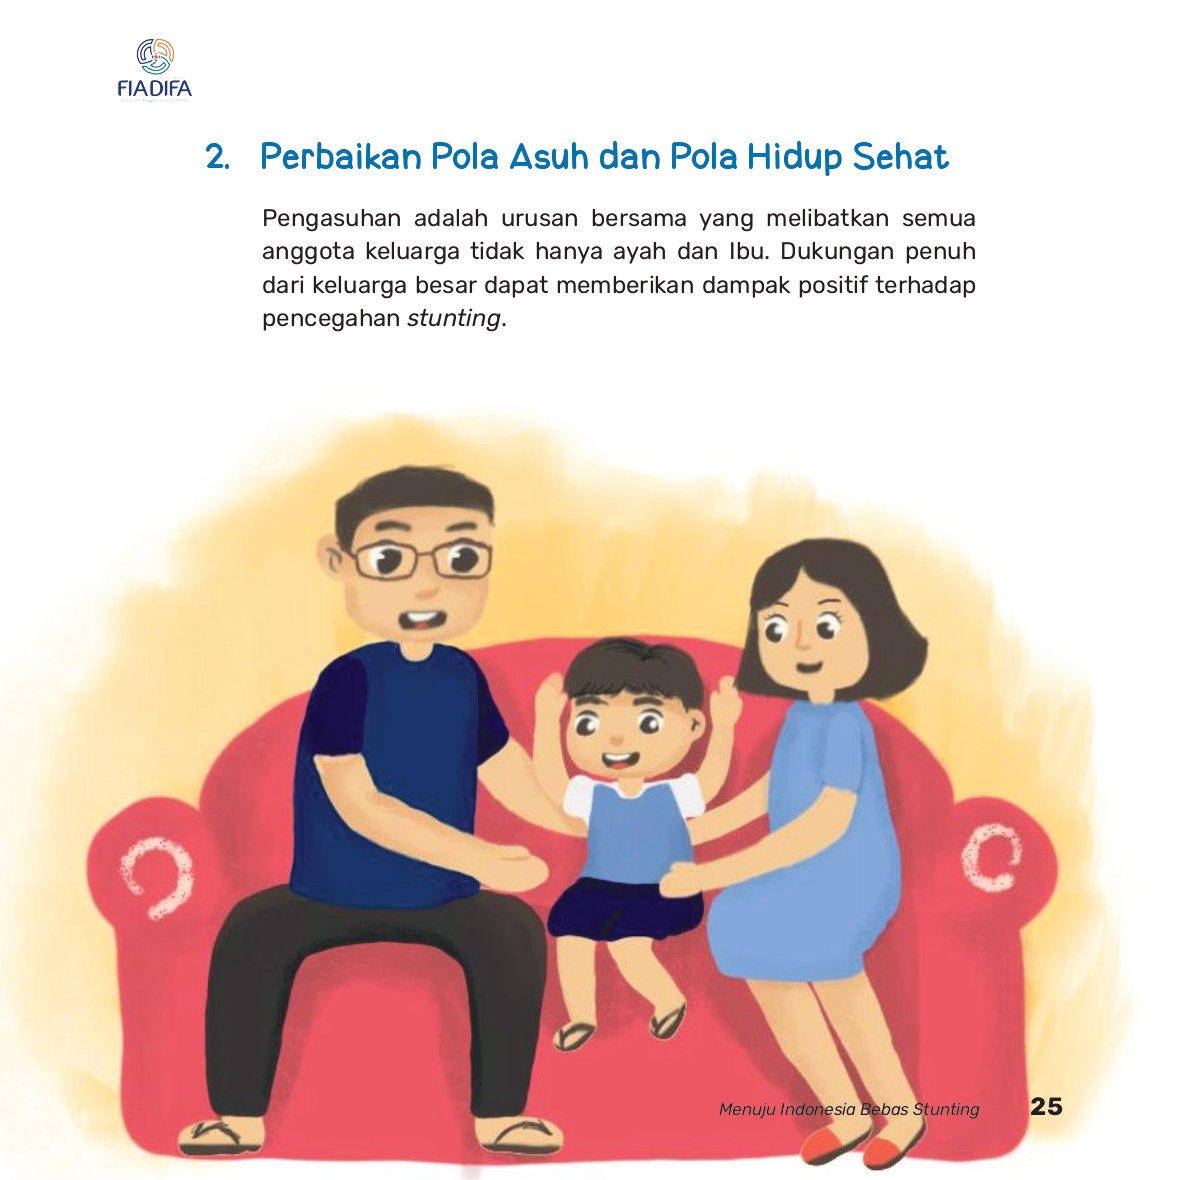 FIADIFA
2. Perbaikan Pola Asuh dan Pola Hidup Sehat
Pengasuhan adalah urusan bersama yang melibatkan semua
anggota keluarga tidak hanya ayah dan Ibu. Dukungan penuh
dari keluarga besar dapat memberikan dampak positif terhadap
pencegahan stunting.
Menuju Indonesia Bebas Stunting 25